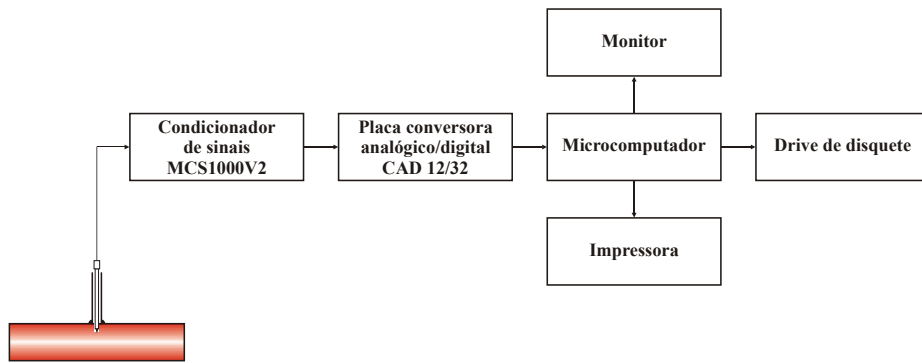 Monitor
Condicionador
de sinais
MCS1000V2
Placa conversora
analógico/digital
CAD 12/32
Microcomputador
Drive de disquete
Impressora